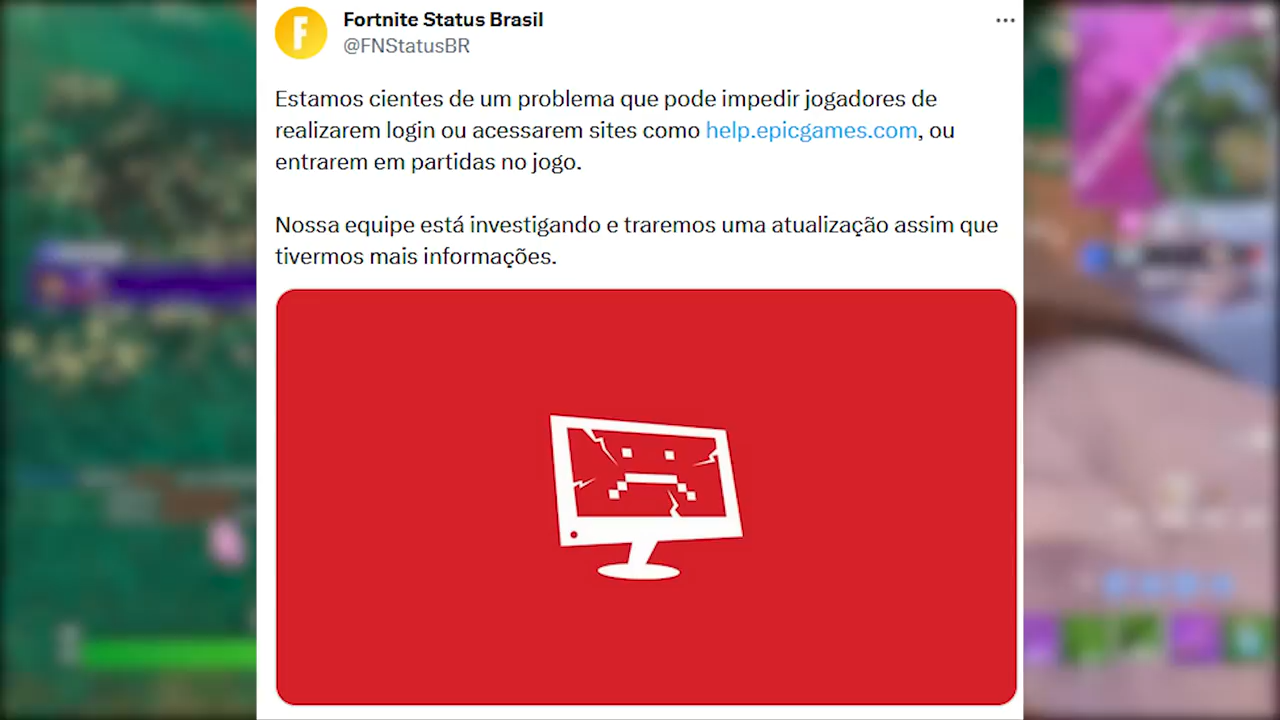 Fortnite Status Brasil
@FNStatusBR
Estamos cientes de um problema que pode impedir jogadores de
realizarem login ou acessarem sites como help.epicgames.com, ou
entrarem em partidas no jogo.
Nossa equipe está investigando e traremos uma atualização assim que
tivermos mais informações.